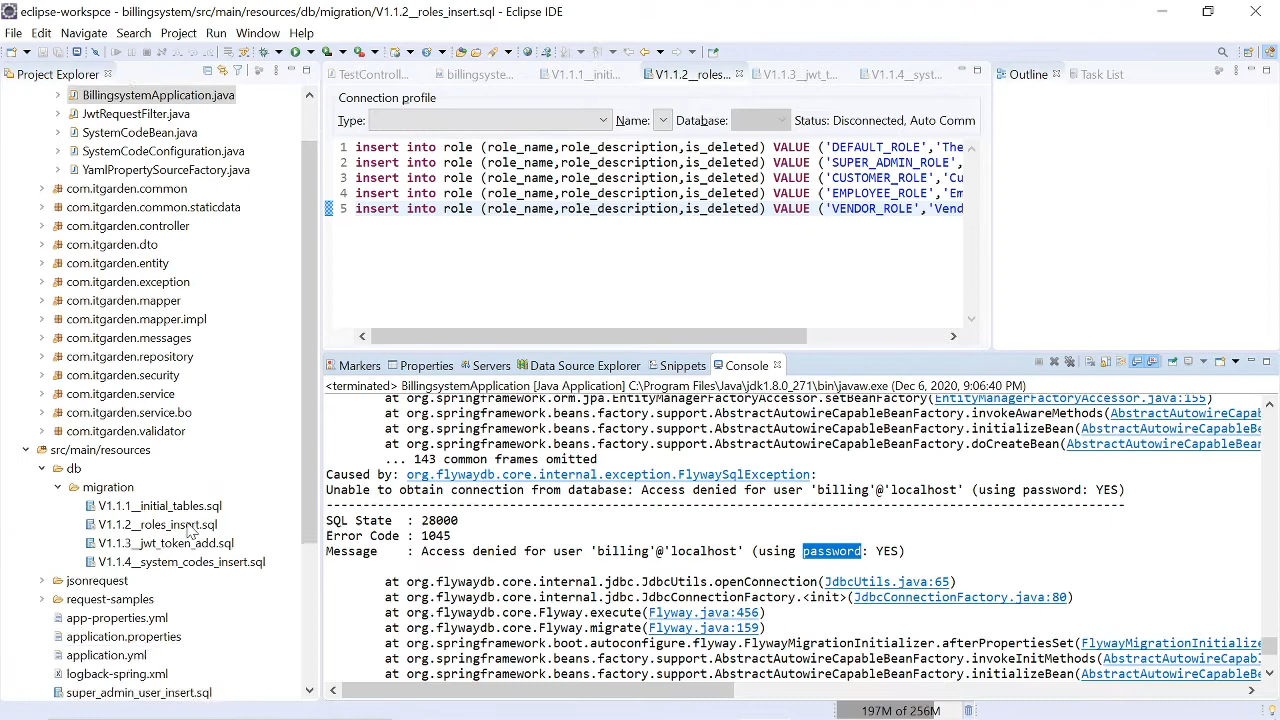 eclipse-workspce - billingsystem/src/main/resources/db/migration/V1.1.2__roles_insert.sql - Eclipse IDE
File Edit Navigate Search Project Run Window Help
Project Explorer
BillingsystemApplication.java
JwtRequestFilter.java
SystemCodeBean.java
SystemCodeConfiguration.java
YamlPropertySourceFactory.java
com.itgarden.common
com.itgarden.common.staticdata
com.itgarden.controller
com.itgarden.dto
com.itgarden.entity
com.itgarden.exception
com.itgarden.mapper
com.itgarden.mapper.impl
com.itgarden.messages
com.itgarden.repository
com.itgarden.security
com.itgarden.service
com.itgarden.service.bo
com.itgarden.validator
src/main/resources
db
migration
V1.1.1__initial_tables.sql
V1.1.2__roles_insert.sql
V1.1.3__jwt_token_add.sql
V1.1.4__system_codes_insert.sql
jsonrequest
request-samples
app-properties.yml
application.properties
application.yml
logback-spring.xml
super_admin_user_insert.sql
TestControll... billingsyste... V1.1.1__initi... V1.1.2__roles... V1.1.3__jwt_t... V1.1.4__syst...
Connection profile
Type: Name: Database: Status: Disconnected, Auto Comm
1 insert into role (role_name,role_description,is_deleted) VALUE ('DEFAULT_ROLE','The
2 insert into role (role_name,role_description,is_deleted) VALUE ('SUPER_ADMIN_ROLE',
3 insert into role (role_name,role_description,is_deleted) VALUE ('CUSTOMER_ROLE','Cu
4 insert into role (role_name,role_description,is_deleted) VALUE ('EMPLOYEE_ROLE','Em
5 insert into role (role_name,role_description,is_deleted) VALUE ('VENDOR_ROLE','Vend
Outline Task List
Markers Properties Servers Data Source Explorer Snippets Console
<terminated> BillingsystemApplication [Java Application] C:\Program Files\Java\jdk1.8.0_271\bin\javaw.exe (Dec 6, 2020, 9:06:40 PM)
at org.springframework.orm.jpa.EntityManagerFactoryAccessor.setBeanFactory(EntityManagerFactoryAccessor.java:155)
at org.springframework.beans.factory.support.AbstractAutowireCapableBeanFactory.invokeAwareMethods(AbstractAutowireCapab
at org.springframework.beans.factory.support.AbstractAutowireCapableBeanFactory.initializeBean(AbstractAutowireCapableBean
at org.springframework.beans.factory.support.AbstractAutowireCapableBeanFactory.doCreateBean(AbstractAutowireCapableBean
... 143 common frames omitted
Caused by: org.flywaydb.core.internal.exception.FlywaySqlException:
Unable to obtain connection from database: Access denied for user 'billing'@'localhost' (using password: YES)
-----------------------------------------------------------------------------------------------------------
SQL State : 28000
Error Code : 1045
Message : Access denied for user 'billing'@'localhost' (using password: YES)
at org.flywaydb.core.internal.jdbc.JdbcUtils.openConnection(JdbcUtils.java:65)
at org.flywaydb.core.internal.jdbc.JdbcConnectionFactory.<init>(JdbcConnectionFactory.java:80)
at org.flywaydb.core.Flyway.execute(Flyway.java:456)
at org.flywaydb.core.Flyway.migrate(Flyway.java:159)
at org.springframework.boot.autoconfigure.flyway.FlywayMigrationInitializer.afterPropertiesSet(FlywayMigrationInitialize
at org.springframework.beans.factory.support.AbstractAutowireCapableBeanFactory.invokeInitMethods(AbstractAutowireCapabl
at org.springframework.beans.factory.support.AbstractAutowireCapableBeanFactory.initializeBean(AbstractAutowireCapableBean
197M of 256M